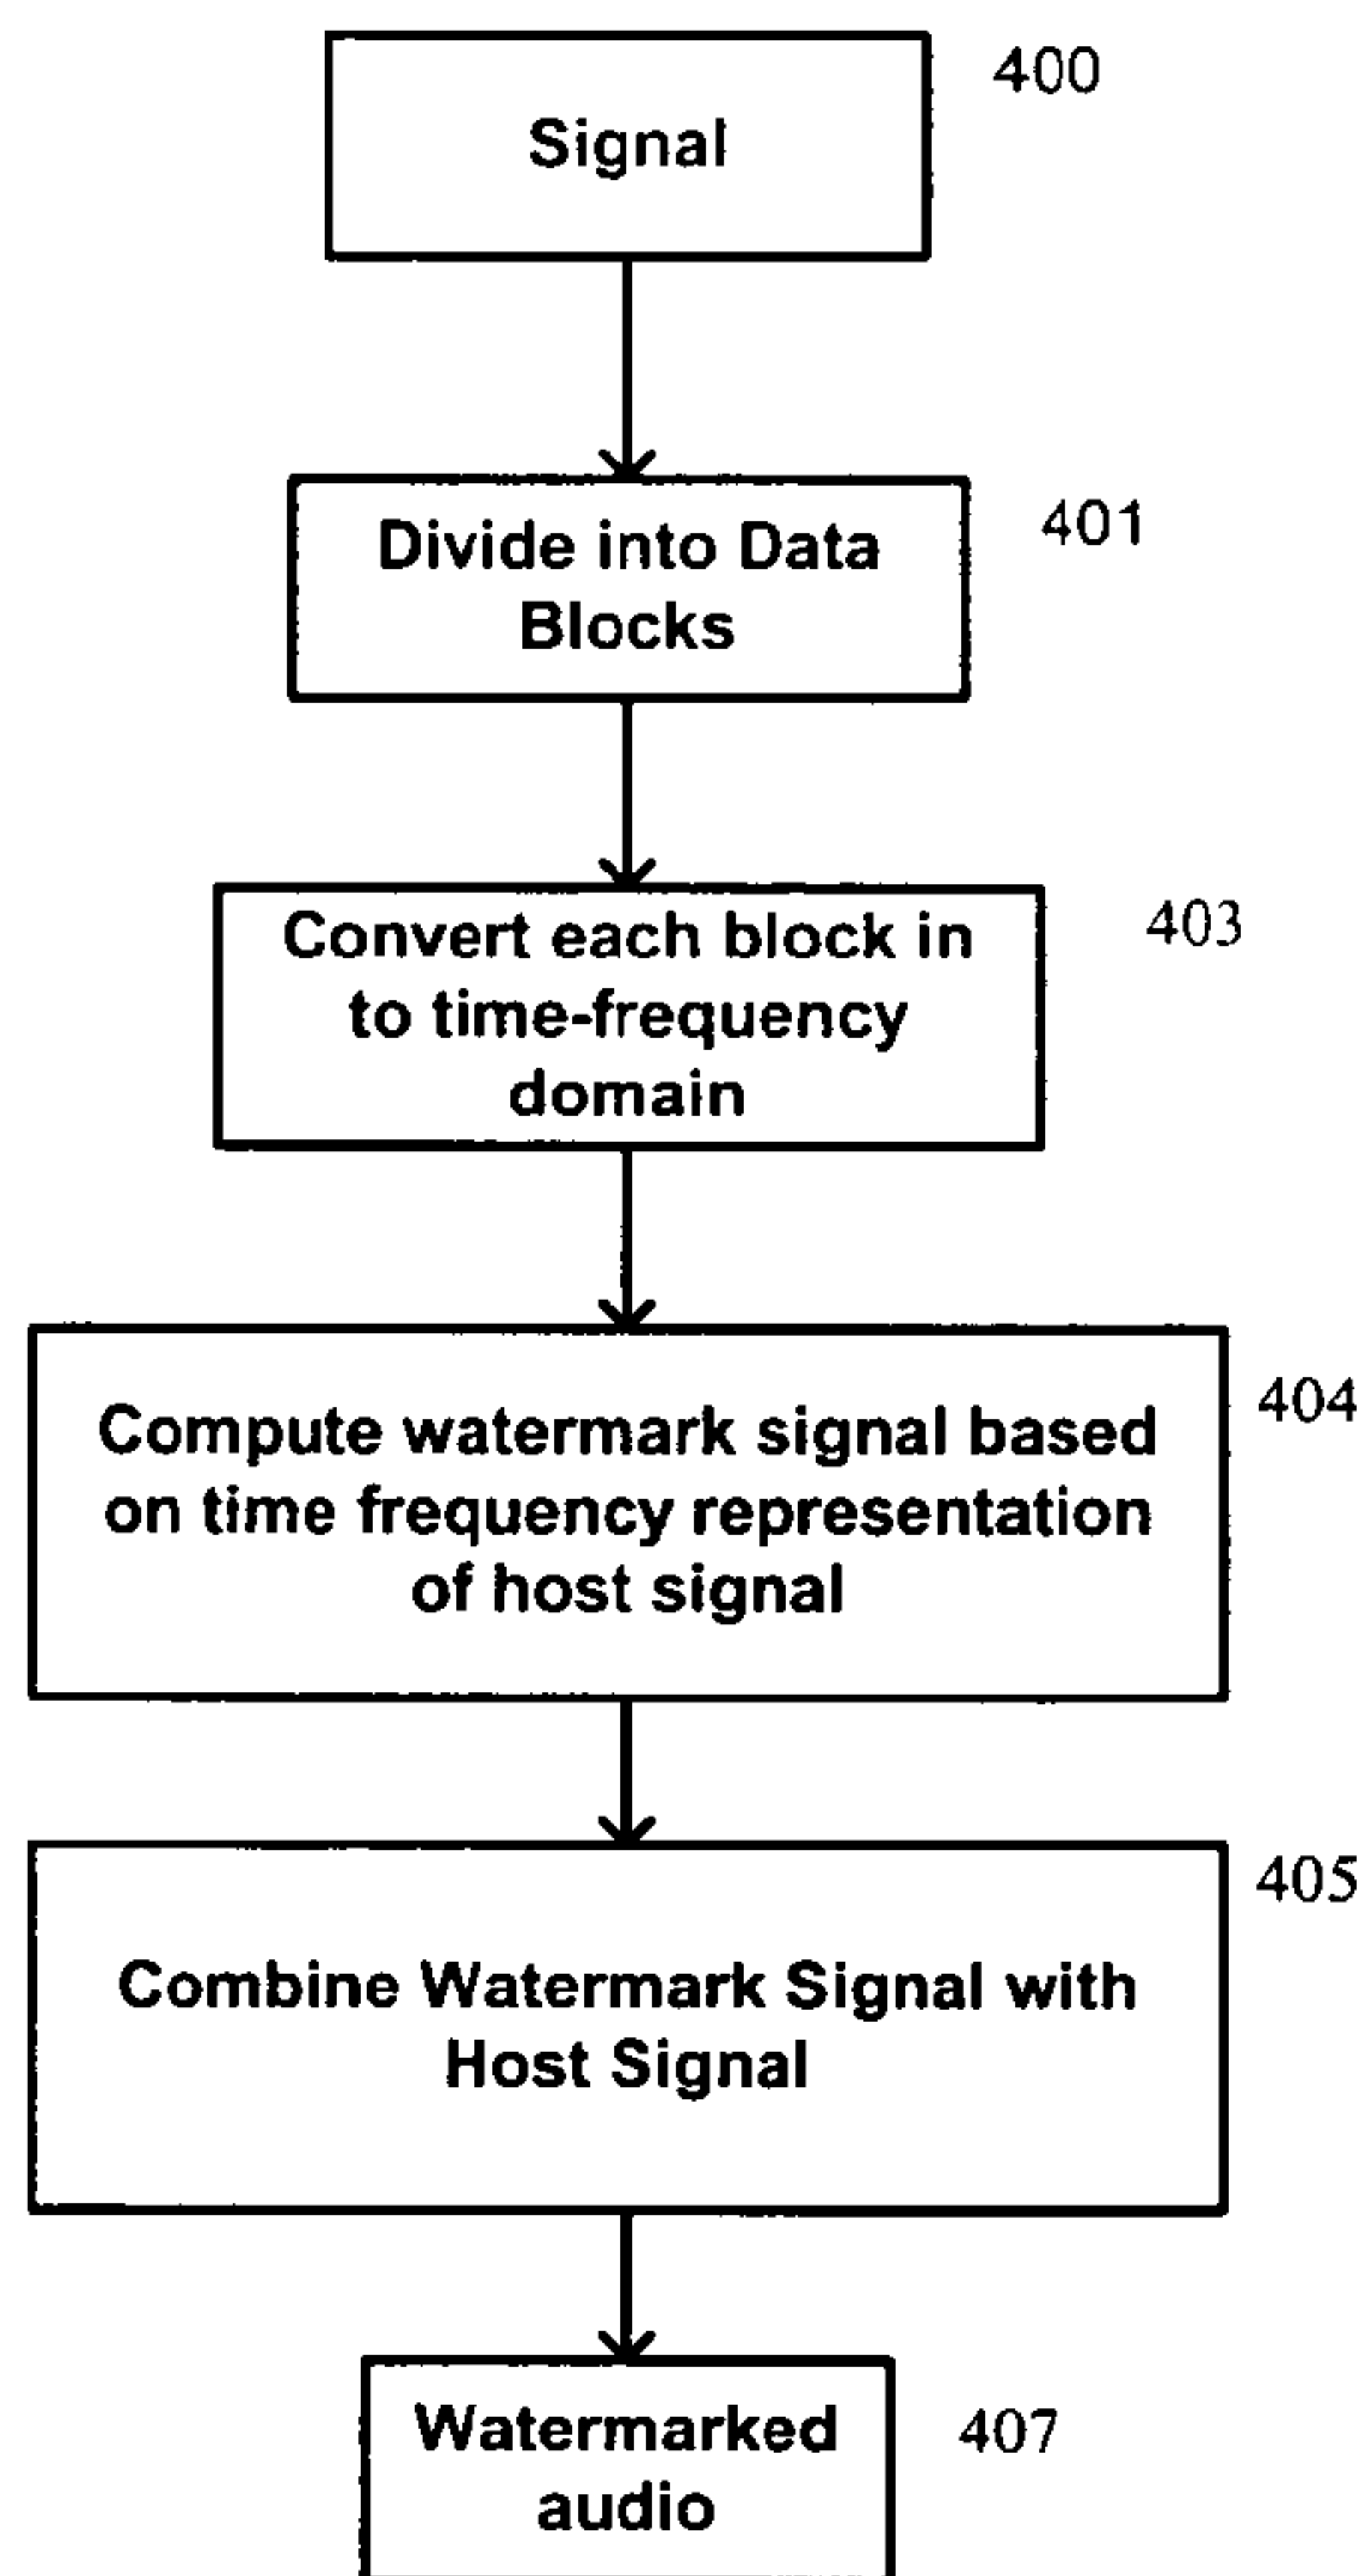 400
Signal
401
Divide into Data
Blocks
403
Convert each block in
to time-frequency
domain
404
Compute watermark signal based
on time frequency representation
of host signal
405
Combine Watermark Signal with
Host Signal
Watermarked
407
audio